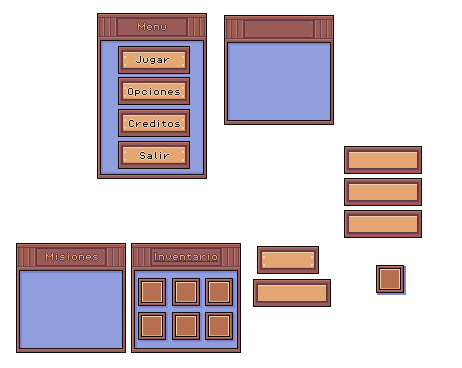 Menu
Jugar
Opciones
Creditos
Salir
Misiones
Inventario